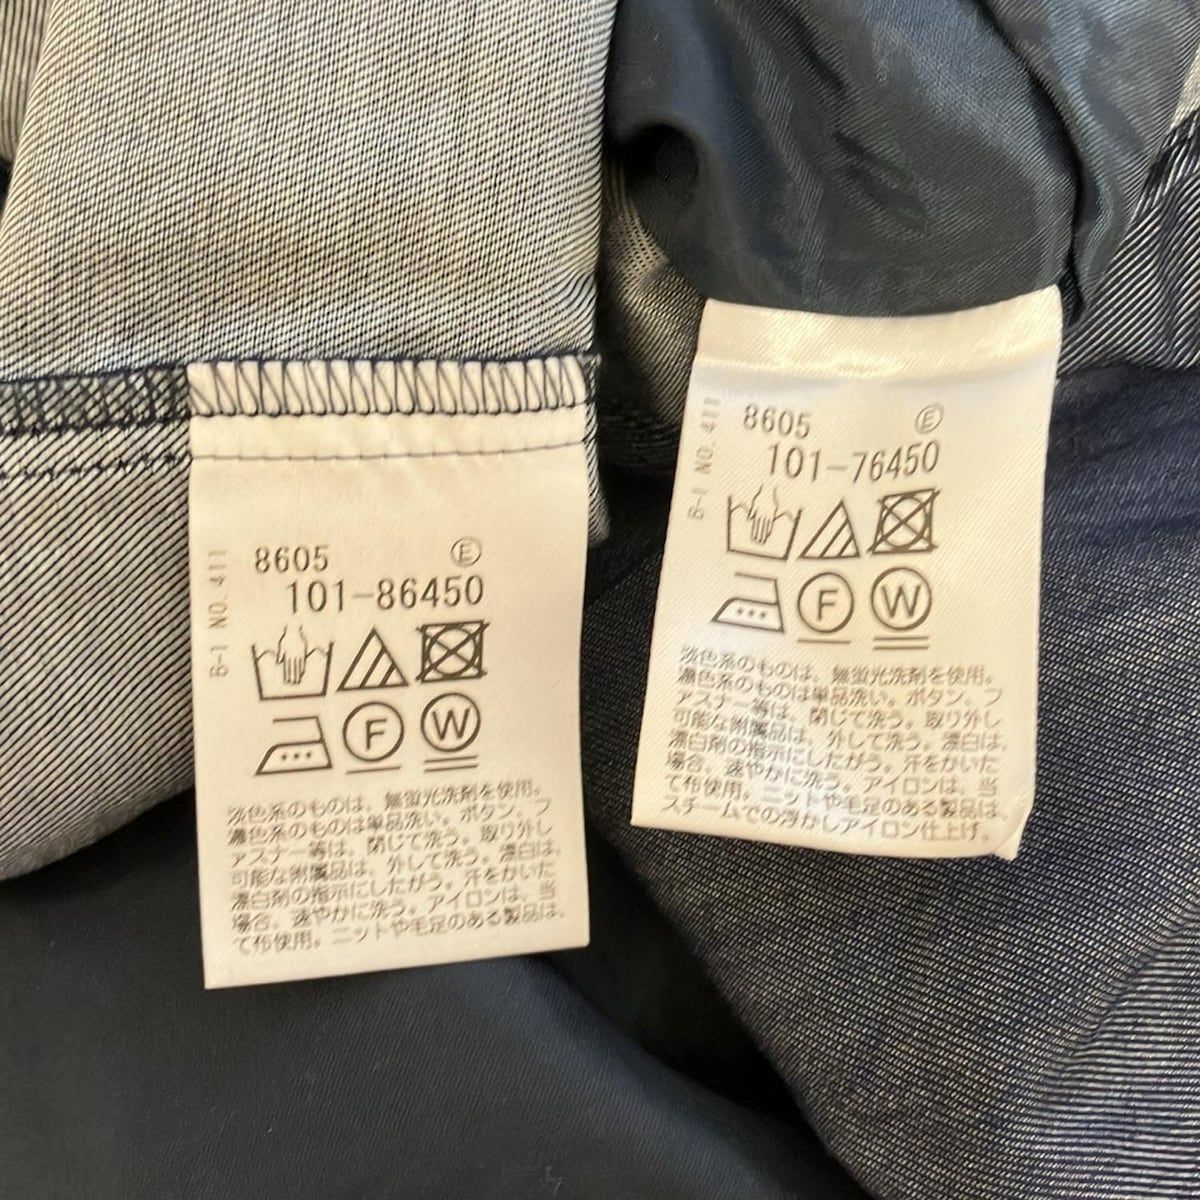 B-1 NO.411
8605 Ⓔ
101-86450
F W
淡色系のものは、無蛍光洗剤を使用。
濃色系のものは単品洗い。ボタン、フ
ァスナー等は、閉じて洗う。取り外し
可能な附属品は、外して洗う。漂白は、
漂白剤の指示にしたがう。汗をかいた
場合、速やかに洗う。アイロンは、当
て布使用。ニットや毛足のある製品は、
B-1 NO.411
8605 Ⓔ
101-76450
F W
淡色系のものは、無蛍光洗剤を使用。
濃色系のものは単品洗い。ボタン、フ
ァスナー等は、閉じて洗う。取り外し
可能な附属品は、外して洗う。漂白は、
漂白剤の指示にしたがう。汗をかいた
場合、速やかに洗う。アイロンは、当
て布使用。ニットや毛足のある製品は、
スチームでの浮かしアイロン仕上げ。